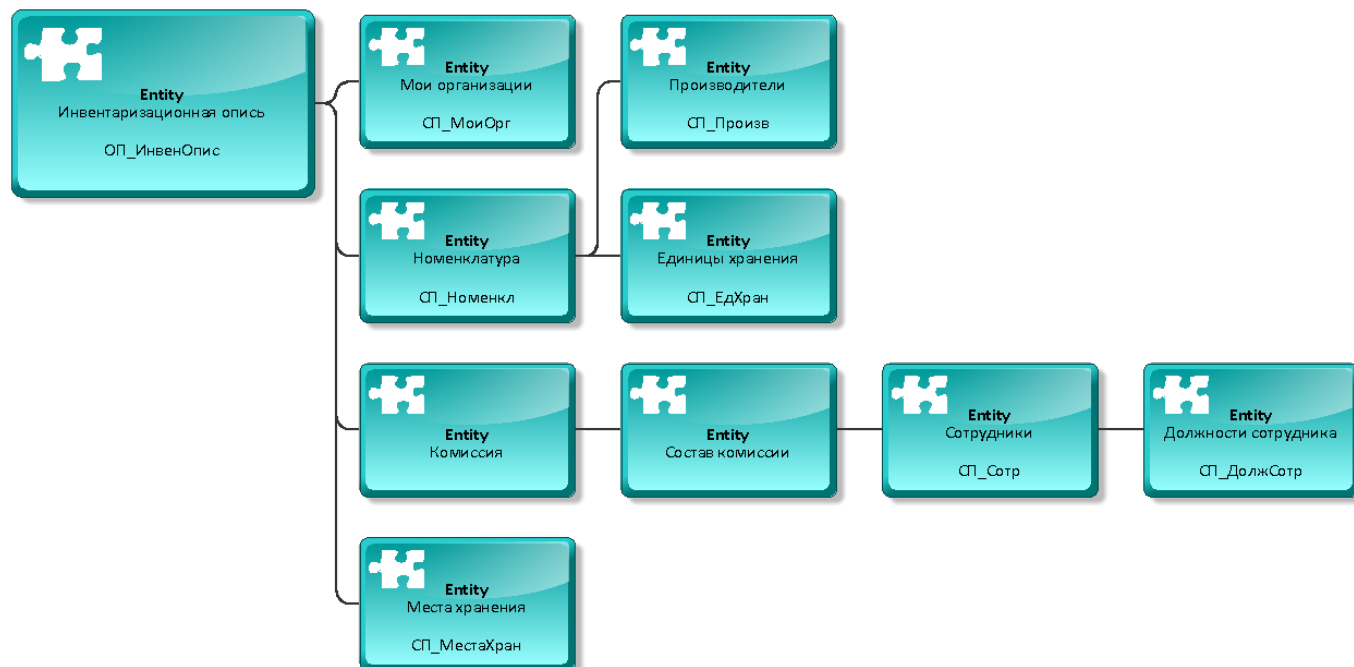 Entity
Инвентаризационная опись
ОП_ИнвенОпис
Entity
Мои организации
СП_МоиОрг
Entity
Производители
СП_Произв
Entity
Номенклатура
СП_Номенкл
Entity
Единицы хранения
СП_ЕдХран
Entity
Комиссия
Entity
Состав комиссии
Entity
Сотрудники
СП_Сотр
Entity
Должности сотрудника
СП_ДолжСотр
Entity
Места хранения
СП_МестаХран